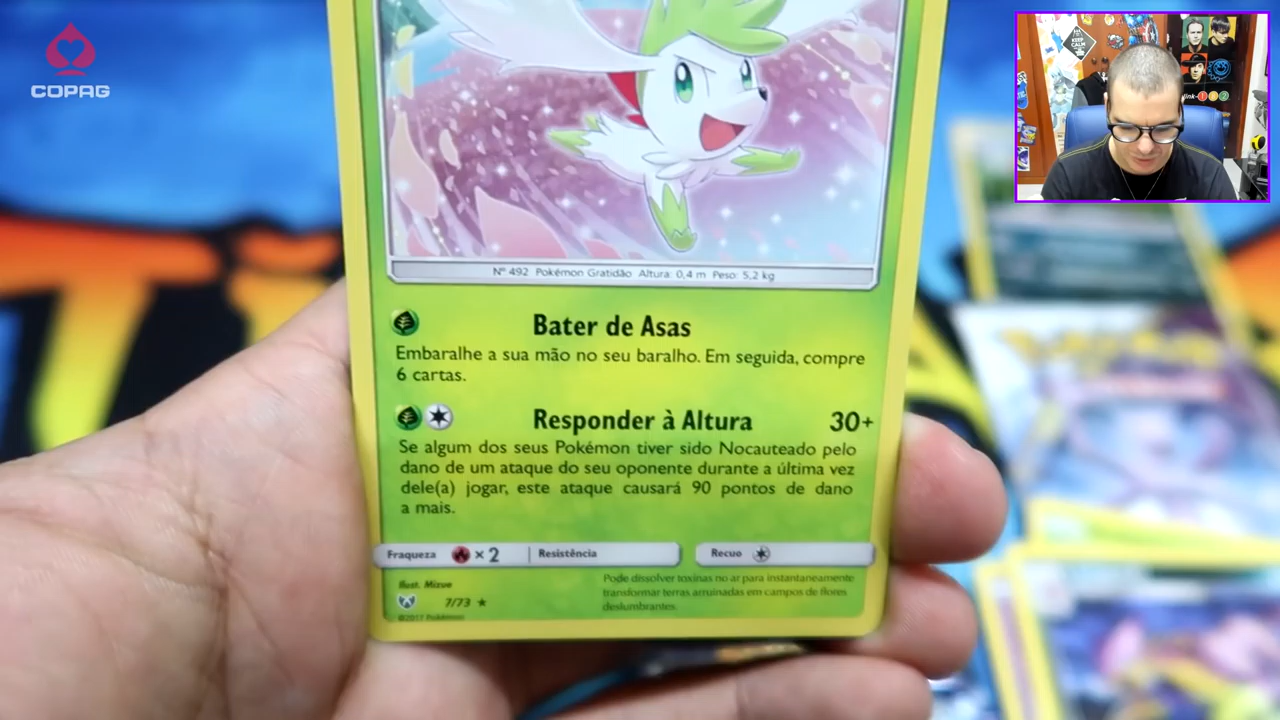 COPAG
KEEP
CALM
Nº 492 Pokémon Gratidão Altura: 0,4 m Peso: 5,2 kg
Bater de Asas
Embaralhe a sua mão no seu baralho. Em seguida, compre
6 cartas.
Responder à Altura 30+
Se algum dos seus Pokémon tiver sido Nocauteado pelo
dano de um ataque do seu oponente durante a última vez
dele(a) jogar, este ataque causará 90 pontos de dano
a mais.
Fraqueza ×2 Resistência Recuo
Ilust. Mizue
7/73 ★
©2017 Pokémon
Pode dissolver toxinas no ar para instantaneamente
transformar terras arruinadas em campos de flores
deslumbrantes.